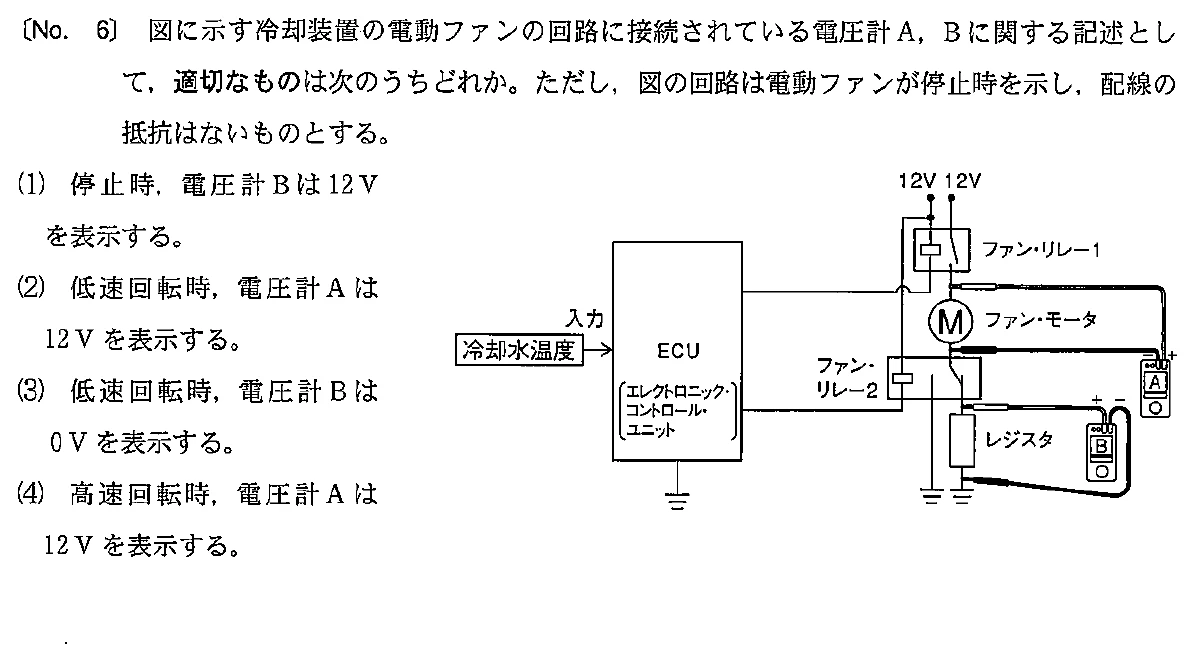 〔No. 6〕 図に示す冷却装置の電動ファンの回路に接続されている電圧計A，Bに関する記述とし
て，適切なものは次のうちどれか。ただし，図の回路は電動ファンが停止時を示し，配線の
抵抗はないものとする。
(1) 停止時，電圧計Bは12V
を表示する。
(2) 低速回転時，電圧計Aは
12Vを表示する。
(3) 低速回転時，電圧計Bは
0Vを表示する。
(4) 高速回転時，電圧計Aは
12Vを表示する。
12V 12V
ファン・リレー1
入力
冷却水温度
ECU
エレクトロニック・
コントロール・
ユニット
M
ファン・モータ
ファン・
リレー2
− +
A
レジスタ
+ −
B